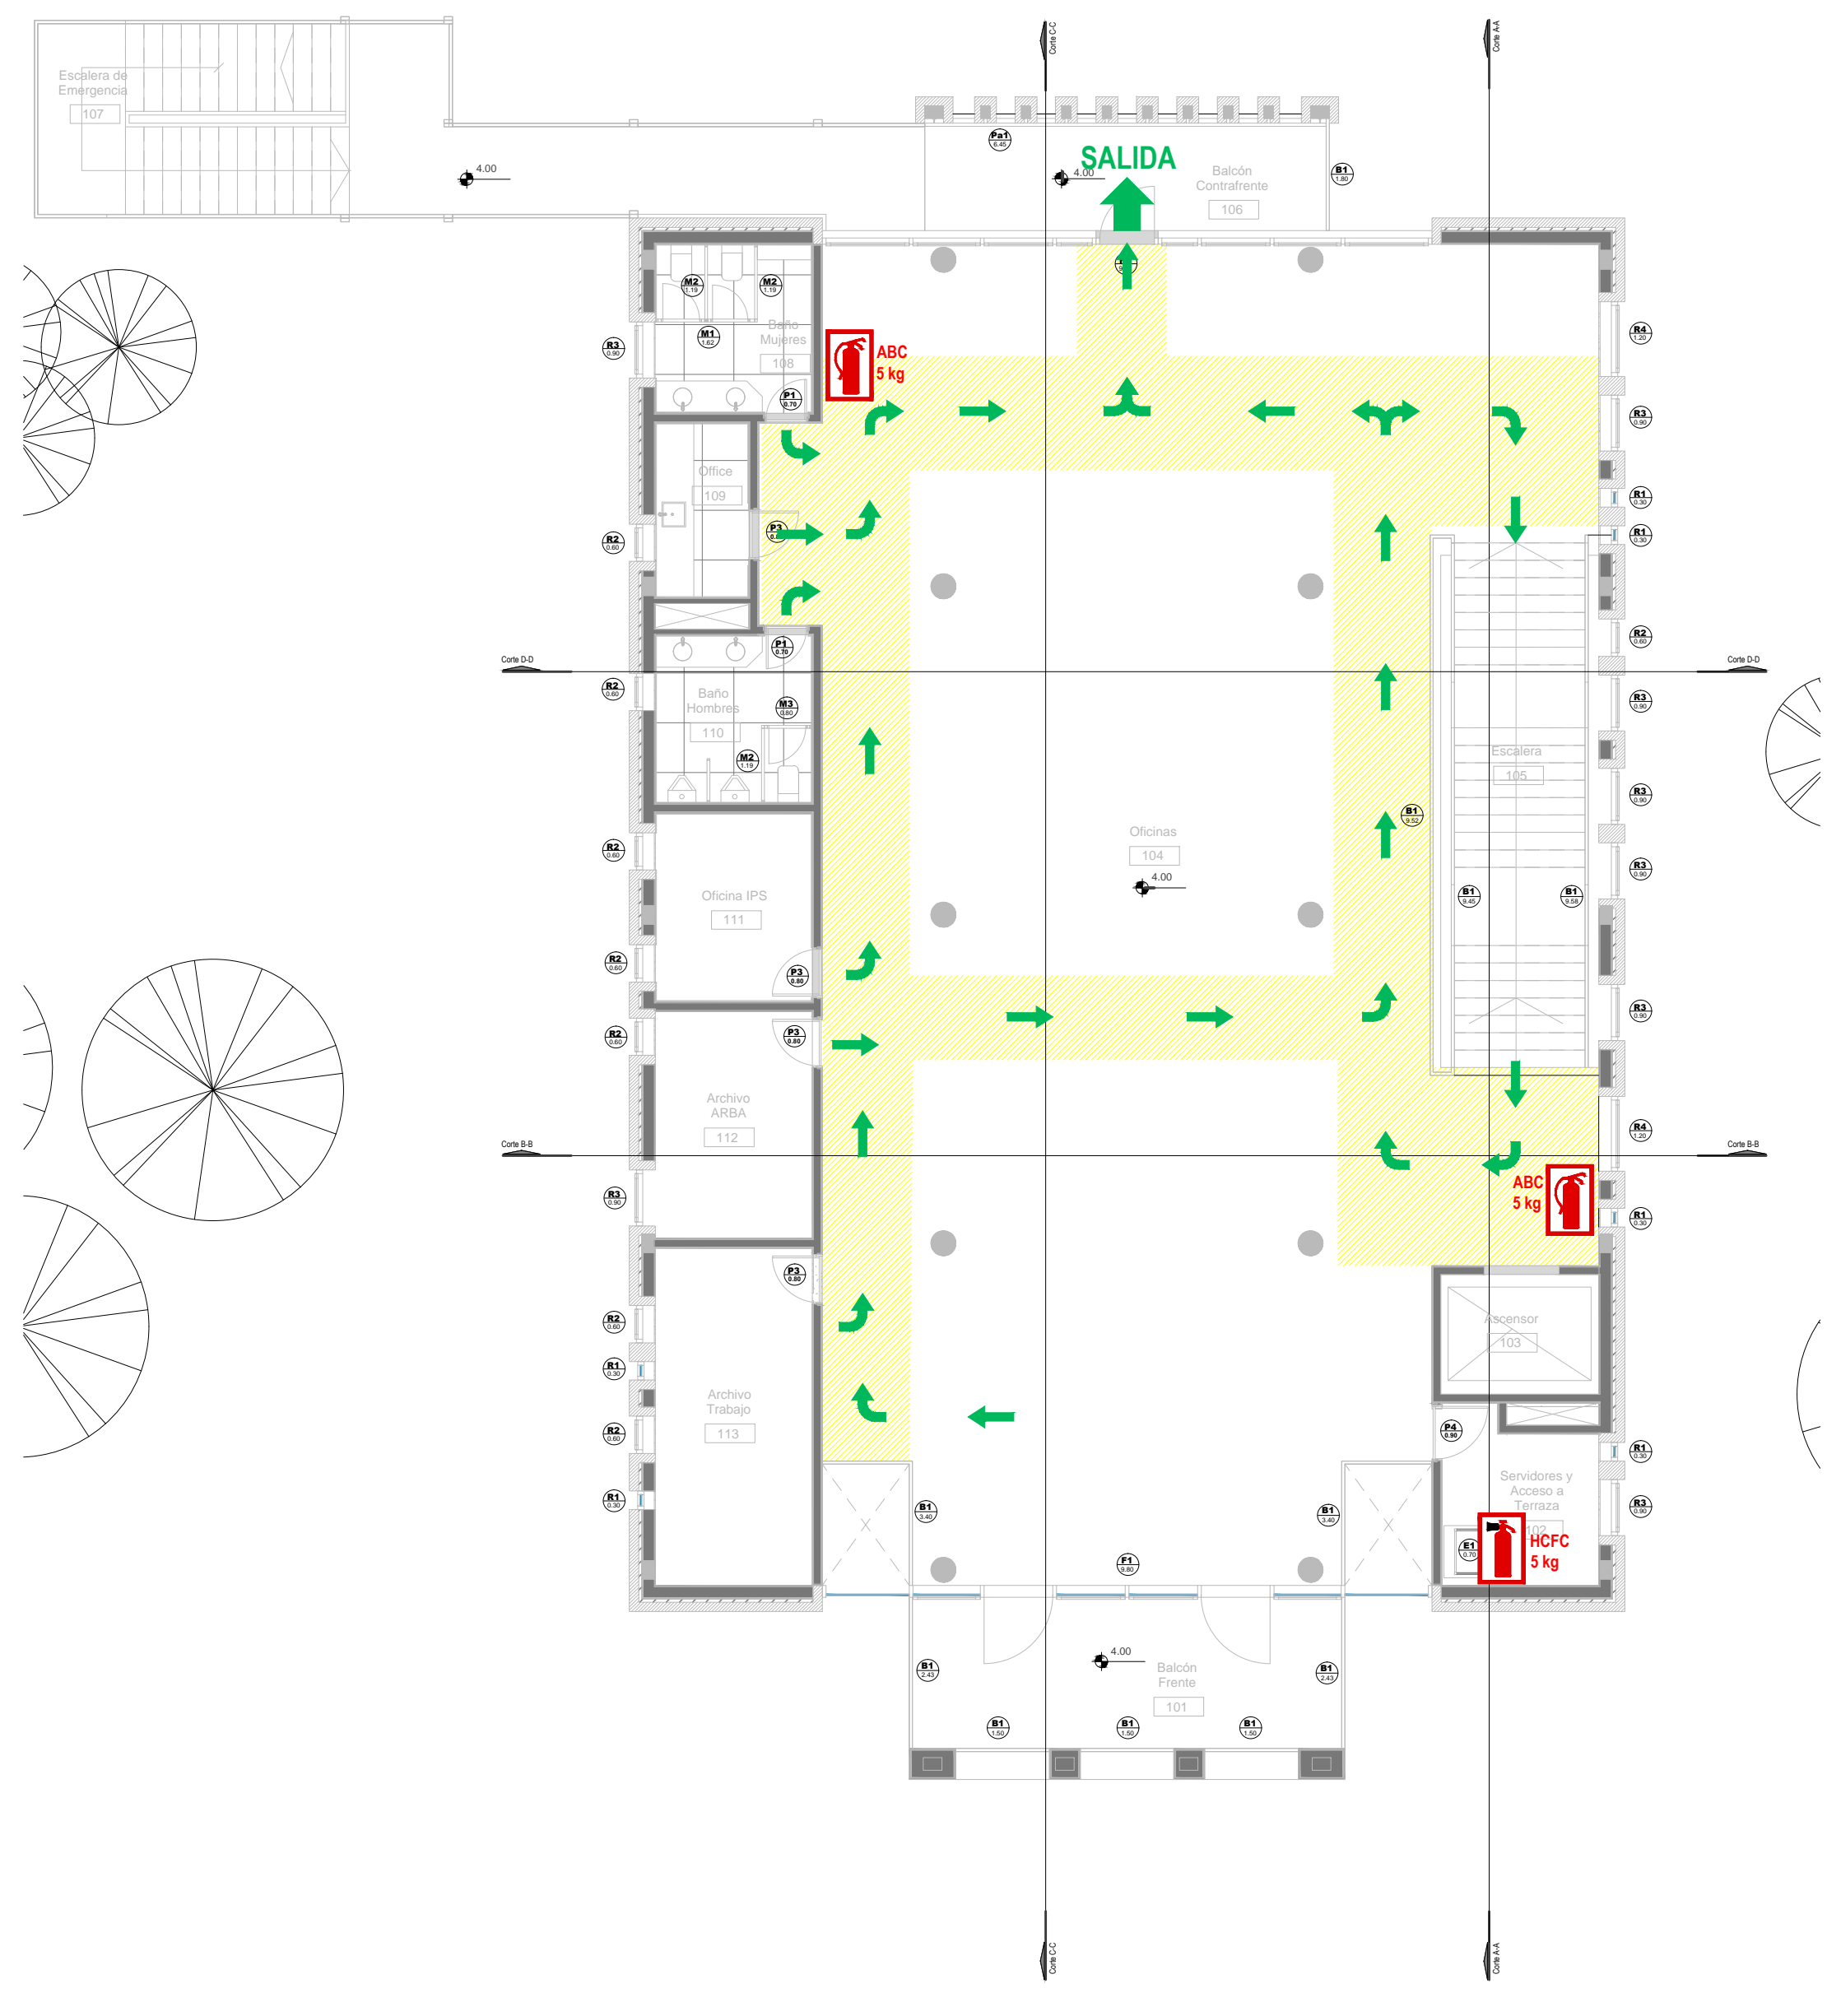 Corte C-C
Corte A-A
Escalera de
Emergencia
107
Pa1
6.45
SALIDA
4.00
4.00
Balcón
Contrafrente
106
B1
1.80
M2
1.19
M2
1.19
M1
1.62
Baño
Mujeres
108
R3
0.90
ABC
5 kg
R4
1.20
P1
0.70
R3
0.90
Office
109
R1
0.30
P3
R2
0.60
R1
0.30
P1
0.70
R2
0.60
Corte D-D
Corte D-D
R2
0.60
Baño
Hombres
110
M3
0.80
R3
0.90
M2
1.19
Escalera
105
R3
0.90
B1
9.52
Oficinas
104
4.00
R2
0.60
R3
0.90
Oficina IPS
111
B1
9.45
B1
9.58
R2
0.60
P3
0.80
R3
0.90
R2
0.60
P3
0.80
Archivo
ARBA
112
R4
1.20
Corte B-B
Corte B-B
R3
0.90
ABC
5 kg
R1
0.30
P3
0.80
R2
0.60
Ascensor
103
R1
0.30
Archivo
Trabajo
113
R2
0.60
P4
0.90
R1
0.30
R1
0.30
B1
3.40
B1
3.40
Servidores y
Acceso a
Terraza
102
R3
0.90
F1
9.80
E1
0.70
HCFC
5 kg
4.00
B1
2.43
Balcón
Frente
101
B1
2.43
B1
1.50
B1
1.50
B1
1.50
Corte C-C
Corte A-A